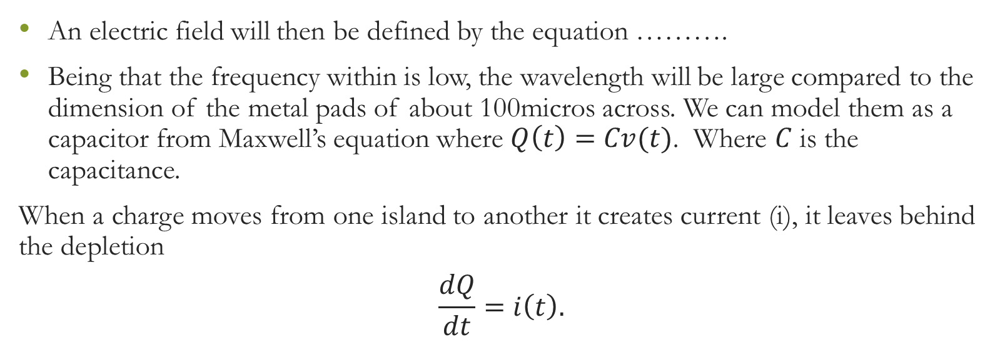 • An electric field will then be defined by the equation ..........
• Being that the frequency within is low, the wavelength will be large compared to the
dimension of the metal pads of about 100micros across. We can model them as a
capacitor from Maxwell’s equation where Q(t) = Cv(t). Where C is the
capacitance.
When a charge moves from one island to another it creates current (i), it leaves behind
the depletion
dQ/dt = i(t).